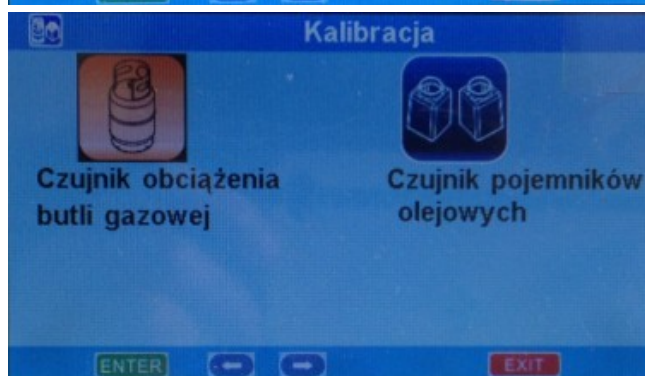 Kalibracja
Czujnik obciążenia
butli gazowej
Czujnik pojemników
olejowych
ENTER
EXIT